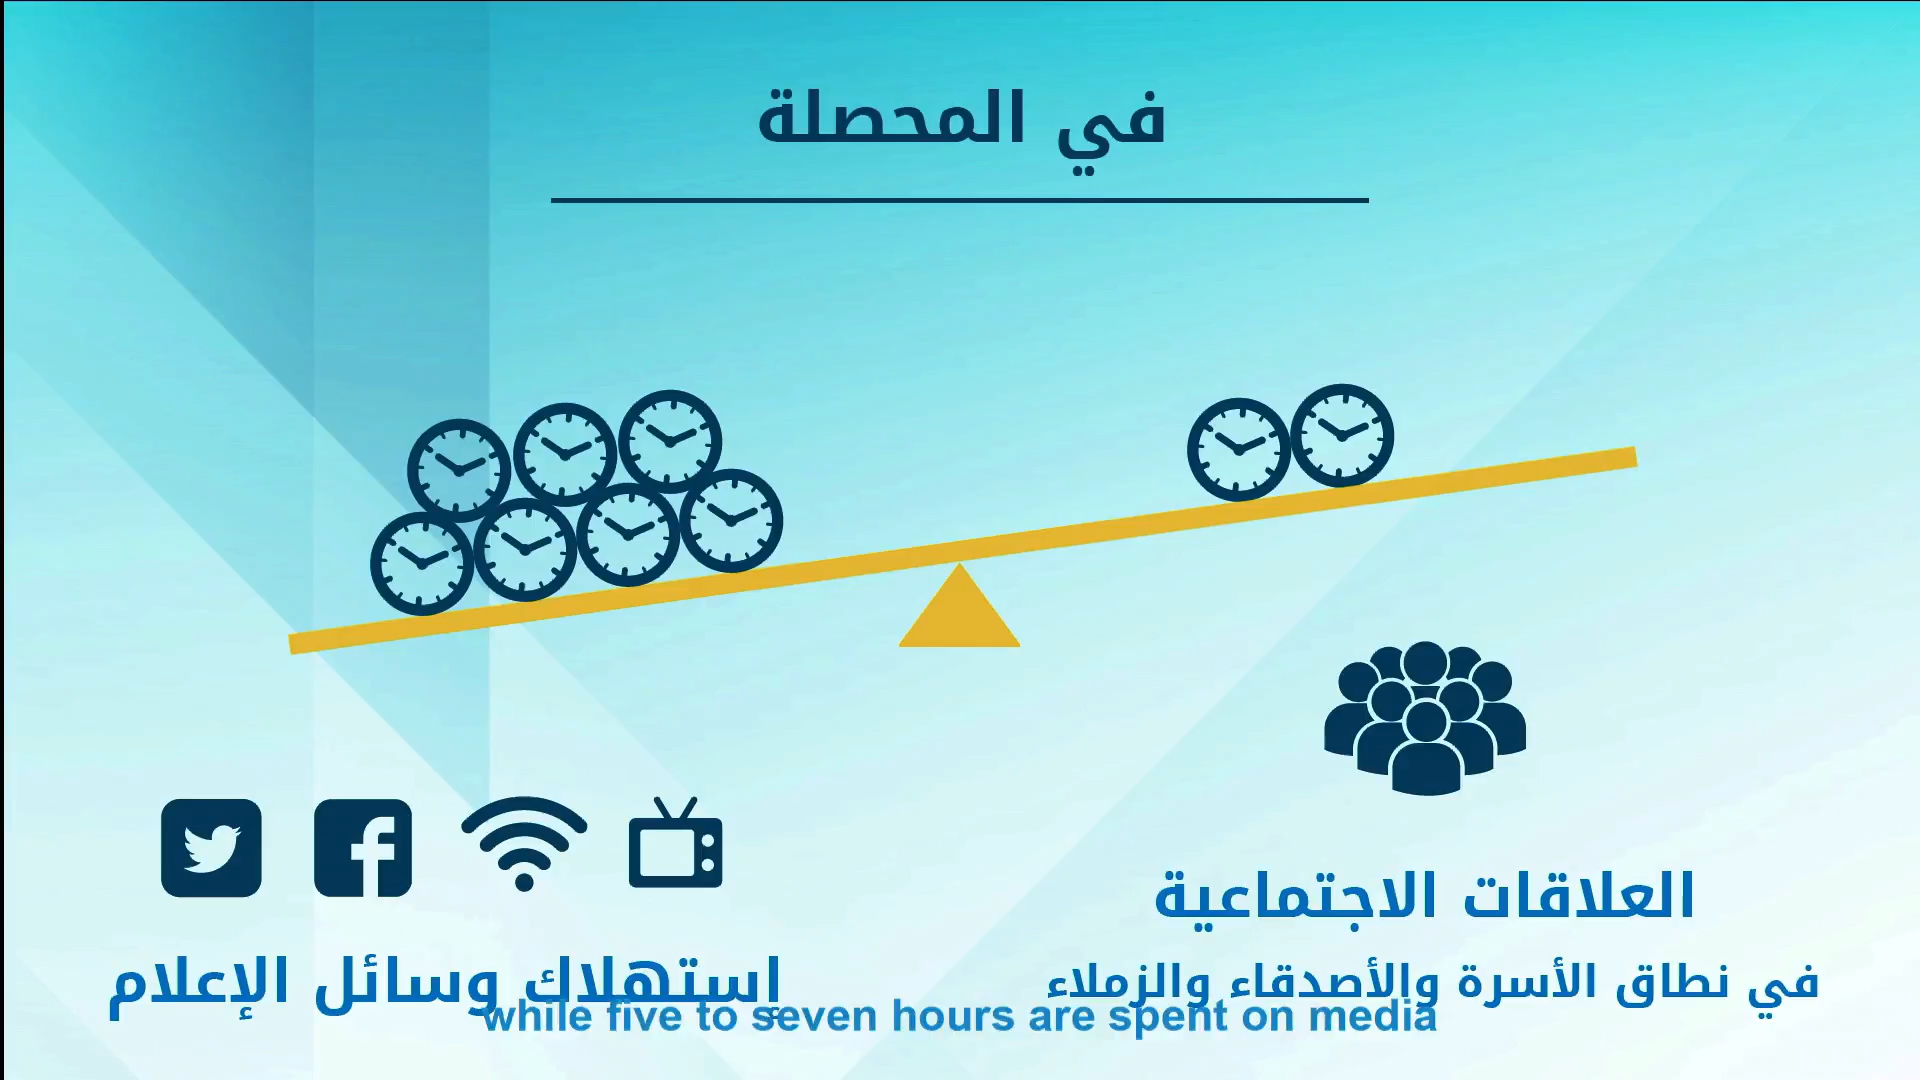 في المحصلة
العلاقات الاجتماعية
في نطاق الأسرة والأصدقاء والزملاء
إستهلاك وسائل الإعلام
while five to seven hours are spent on media